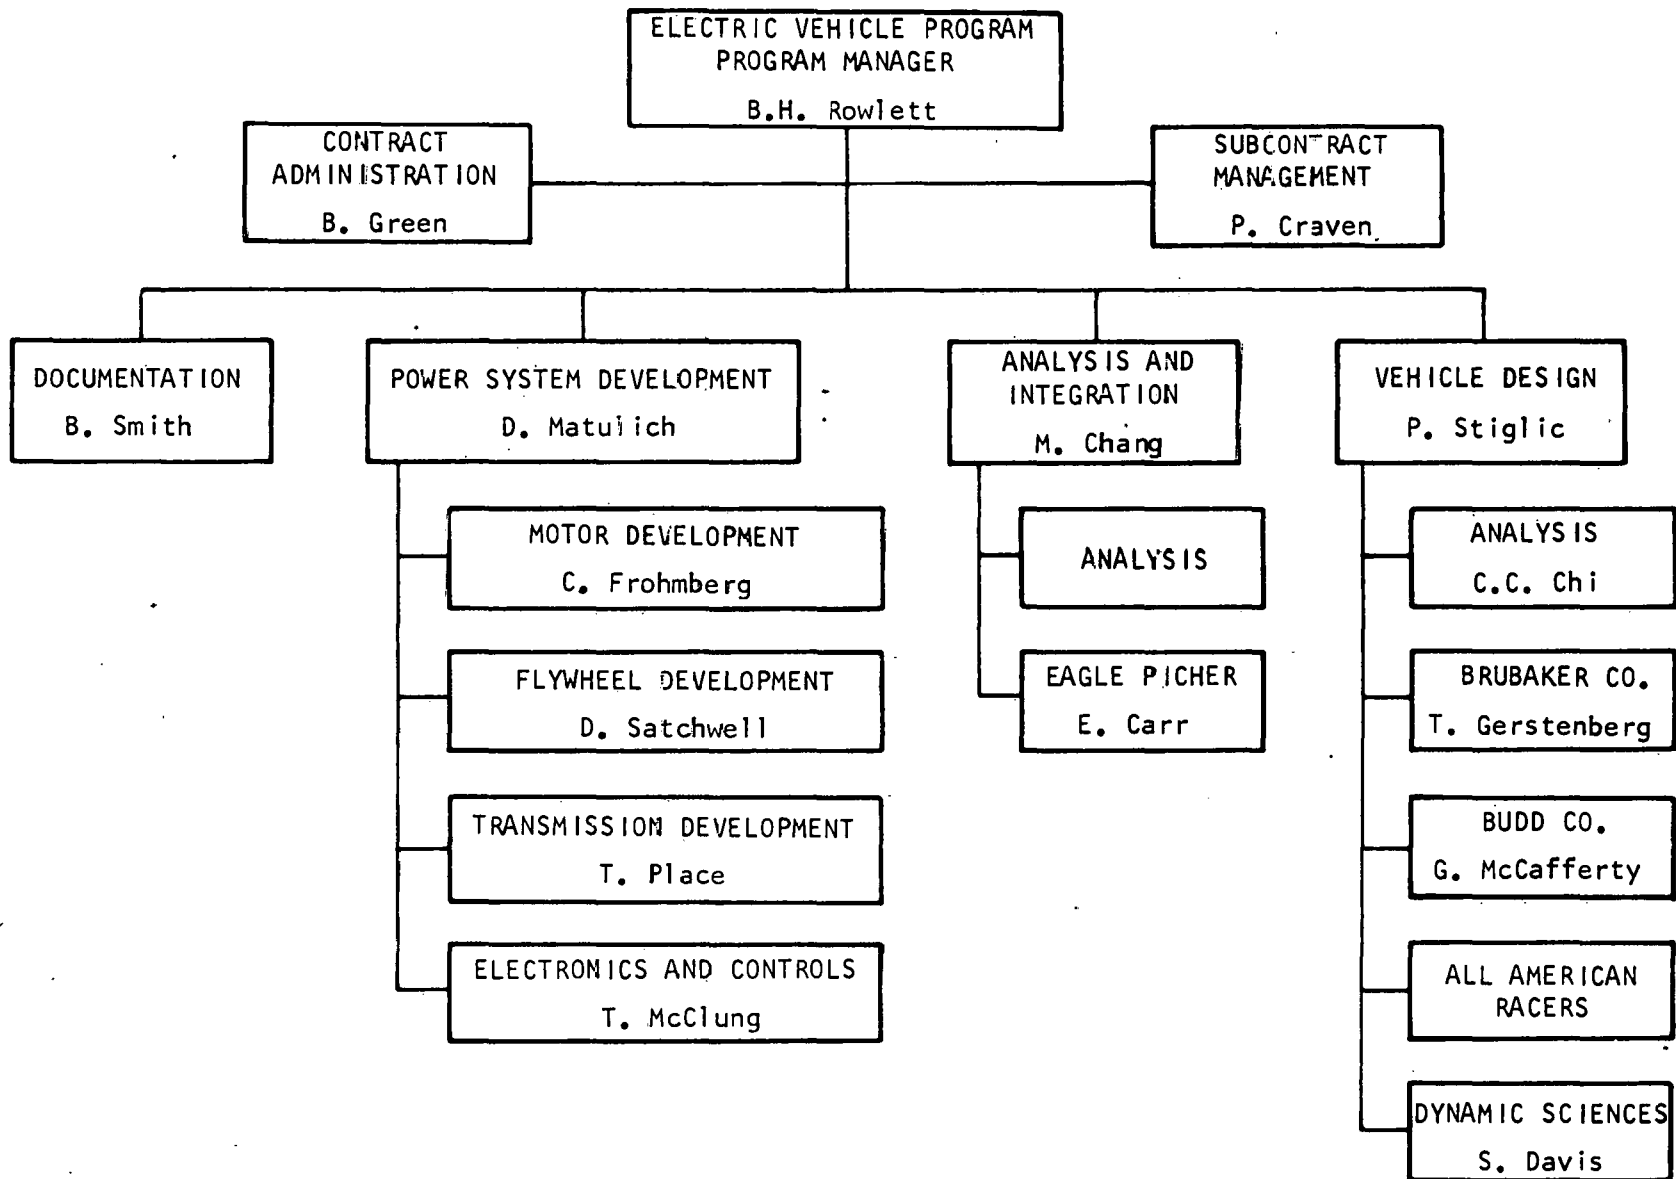 ELECTRIC VEHICLE PROGRAM
PROGRAM MANAGER
B.H. Rowlett
CONTRACT
ADMINISTRATION
B. Green
SUBCONTRACT
MANAGEMENT
P. Craven
DOCUMENTATION
B. Smith
POWER SYSTEM DEVELOPMENT
D. Matulich
ANALYSIS AND
INTEGRATION
M. Chang
VEHICLE DESIGN
P. Stiglic
MOTOR DEVELOPMENT
C. Frohmberg
FLYWHEEL DEVELOPMENT
D. Satchwell
TRANSMISSION DEVELOPMENT
T. Place
ELECTROMICS AND CONTROLS
T. McClung
ANALYSIS
EAGLE PICHER
E. Carr
ANALYSIS
C.C. Chi
BRUBAKER CO.
T. Gerstenberg
BUDD CO.
G. McCafferty
ALL AMERICAN
RACERS
DYNAMIC SCIENCES
S. Davis